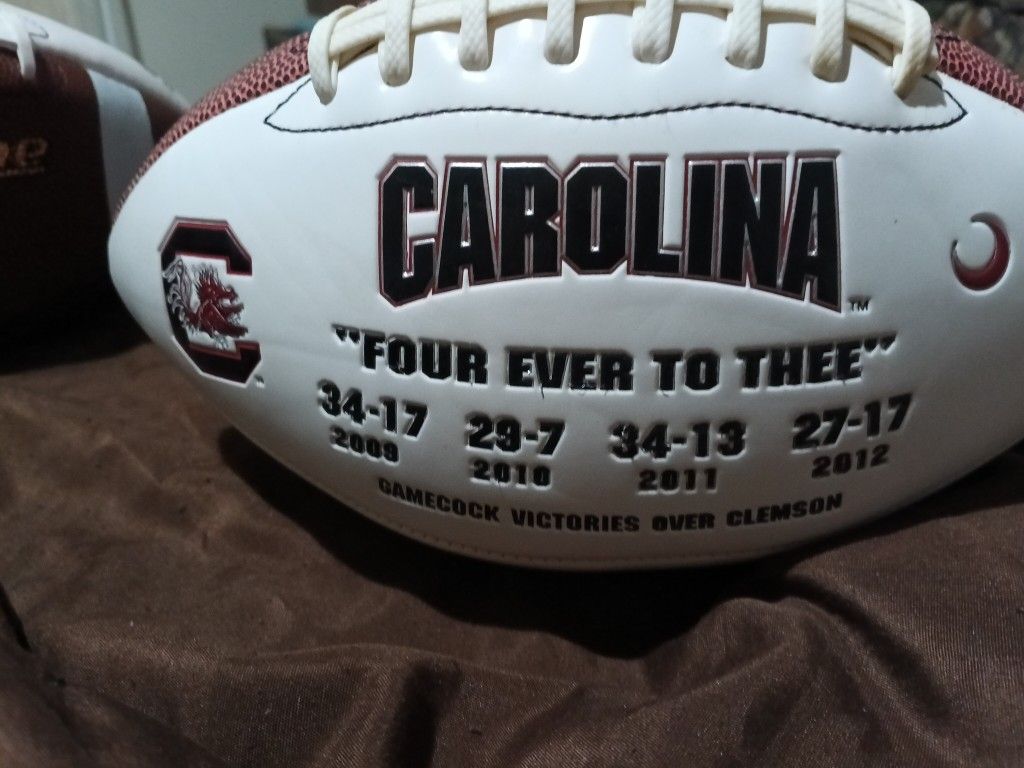 CAROLINA™
"FOUR EVER TO THEE"
34-17 29-7 34-13 27-17
2009 2010 2011 2012
GAMECOCK VICTORIES OVER CLEMSON
C